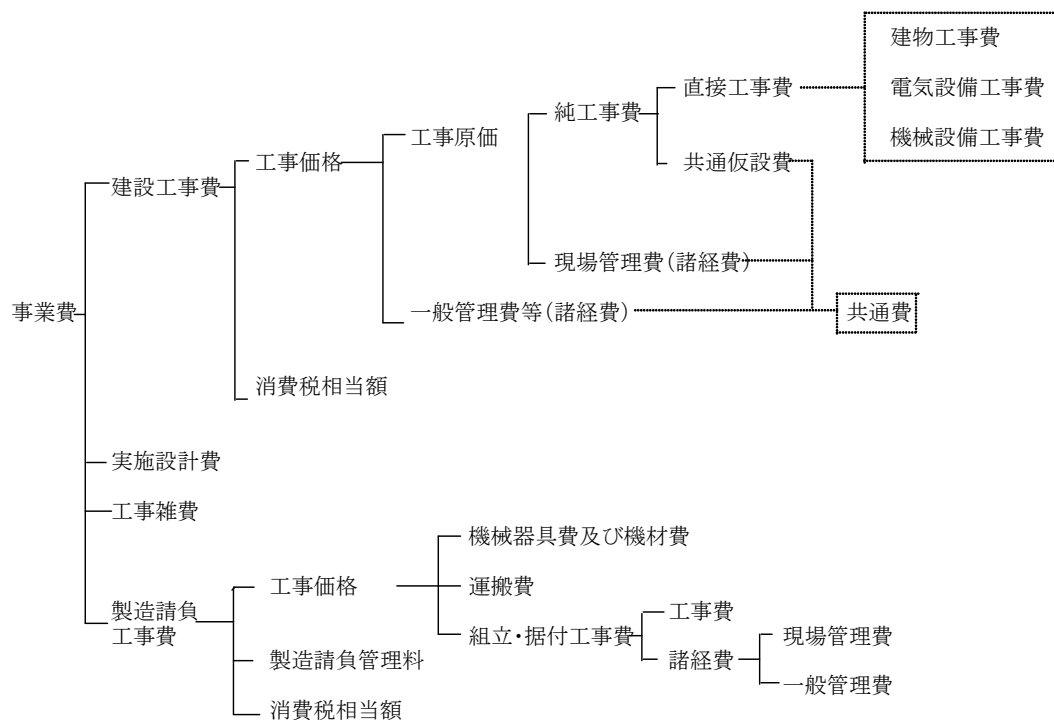 事業費
建設工事費
工事価格
工事原価
純工事費
直接工事費
建物工事費
電気設備工事費
機械設備工事費
共通仮設費
現場管理費(諸経費)
一般管理費等(諸経費)
共通費
消費税相当額
実施設計費
工事雑費
製造請負
工事費
工事価格
機械器具費及び機材費
運搬費
組立・据付工事費
工事費
諸経費
現場管理費
一般管理費
製造請負管理料
消費税相当額